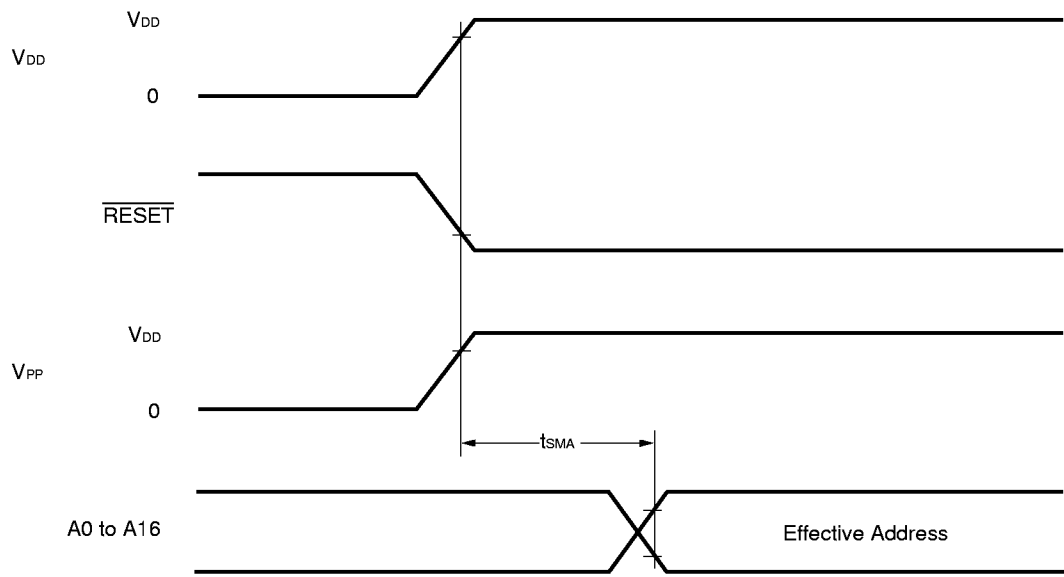 VDD
VDD
0
RESET
VDD
VPP
0
tSMA
A0 to A16
Effective Address